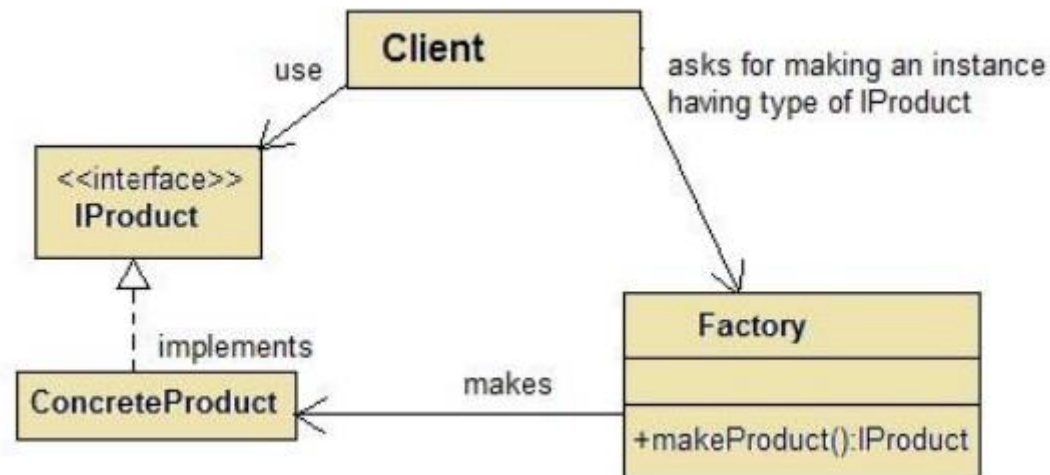 Client
use
asks for making an instance
having type of IProduct
<<interface>>
IProduct
Factory
implements
makes
ConcreteProduct
+makeProduct():IProduct